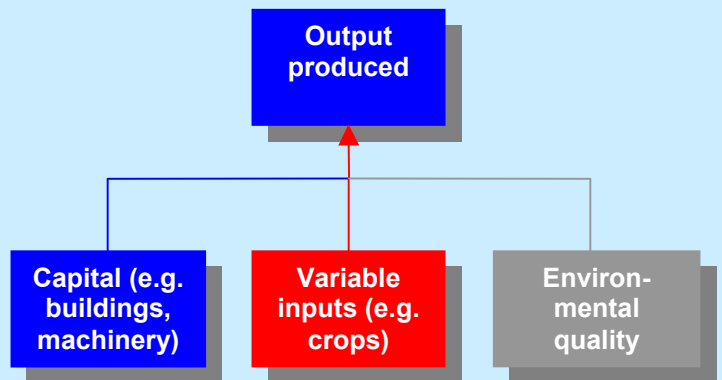 Output
produced
Capital (e.g.
buildings,
machinery)
Variable
inputs (e.g.
crops)
Environ-
mental
quality